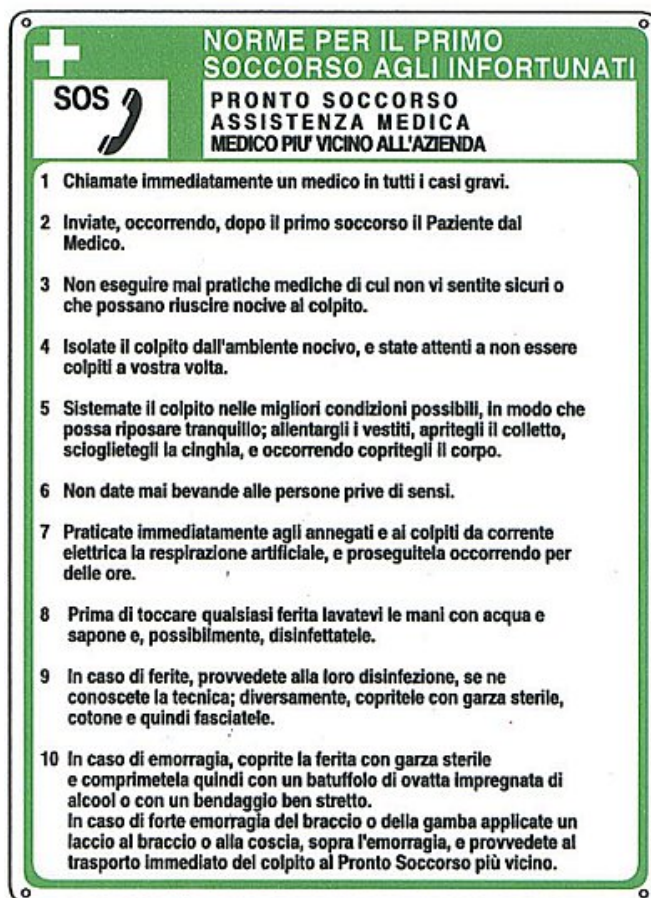 NORME PER IL PRIMO
SOCCORSO AGLI INFORTUNATI
SOS
PRONTO SOCCORSO
ASSISTENZA MEDICA
MEDICO PIU' VICINO ALL'AZIENDA
1 Chiamate immediatamente un medico in tutti i casi gravi.
2 Inviate, occorrendo, dopo il primo soccorso il Paziente dal
Medico.
3 Non eseguire mai pratiche mediche di cui non vi sentite sicuri o
che possano riuscire nocive al colpito.
4 Isolate il colpito dall'ambiente nocivo, e state attenti a non essere
colpiti a vostra volta.
5 Sistemate il colpito nelle migliori condizioni possibili, in modo che
possa riposare tranquillo; allentargli i vestiti, apritegli il colletto,
scioglietegli la cinghia, e occorrendo copritegli il corpo.
6 Non date mai bevande alle persone prive di sensi.
7 Praticate immediatamente agli annegati e ai colpiti da corrente
elettrica la respirazione artificiale, e proseguitela occorrendo per
delle ore.
8 Prima di toccare qualsiasi ferita lavatevi le mani con acqua e
sapone e, possibilmente, disinfettatele.
9 In caso di ferite, provvedete alla loro disinfezione, se ne
conoscete la tecnica; diversamente, copritele con garza sterile,
cotone e quindi fasciatele.
10 In caso di emorragia, coprite la ferita con garza sterile
e comprimetela quindi con un batuffolo di ovatta impregnata di
alcool o con un bendaggio ben stretto.
In caso di forte emorragia del braccio o della gamba applicate un
laccio al braccio o alla coscia, sopra l'emorragia, e provvedete al
trasporto immediato del colpito al Pronto Soccorso più vicino.